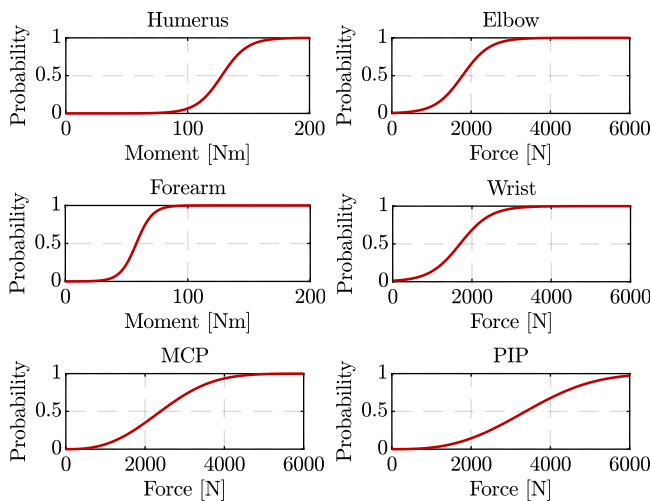 Humerus
Probability
1
0.5
0
0
100
200
Moment [Nm]
Elbow
Probability
1
0.5
0
0
2000
4000
6000
Force [N]
Forearm
Probability
1
0.5
0
0
100
200
Moment [Nm]
Wrist
Probability
1
0.5
0
0
2000
4000
6000
Force [N]
MCP
Probability
1
0.5
0
0
2000
4000
6000
Force [N]
PIP
Probability
1
0.5
0
0
2000
4000
6000
Force [N]